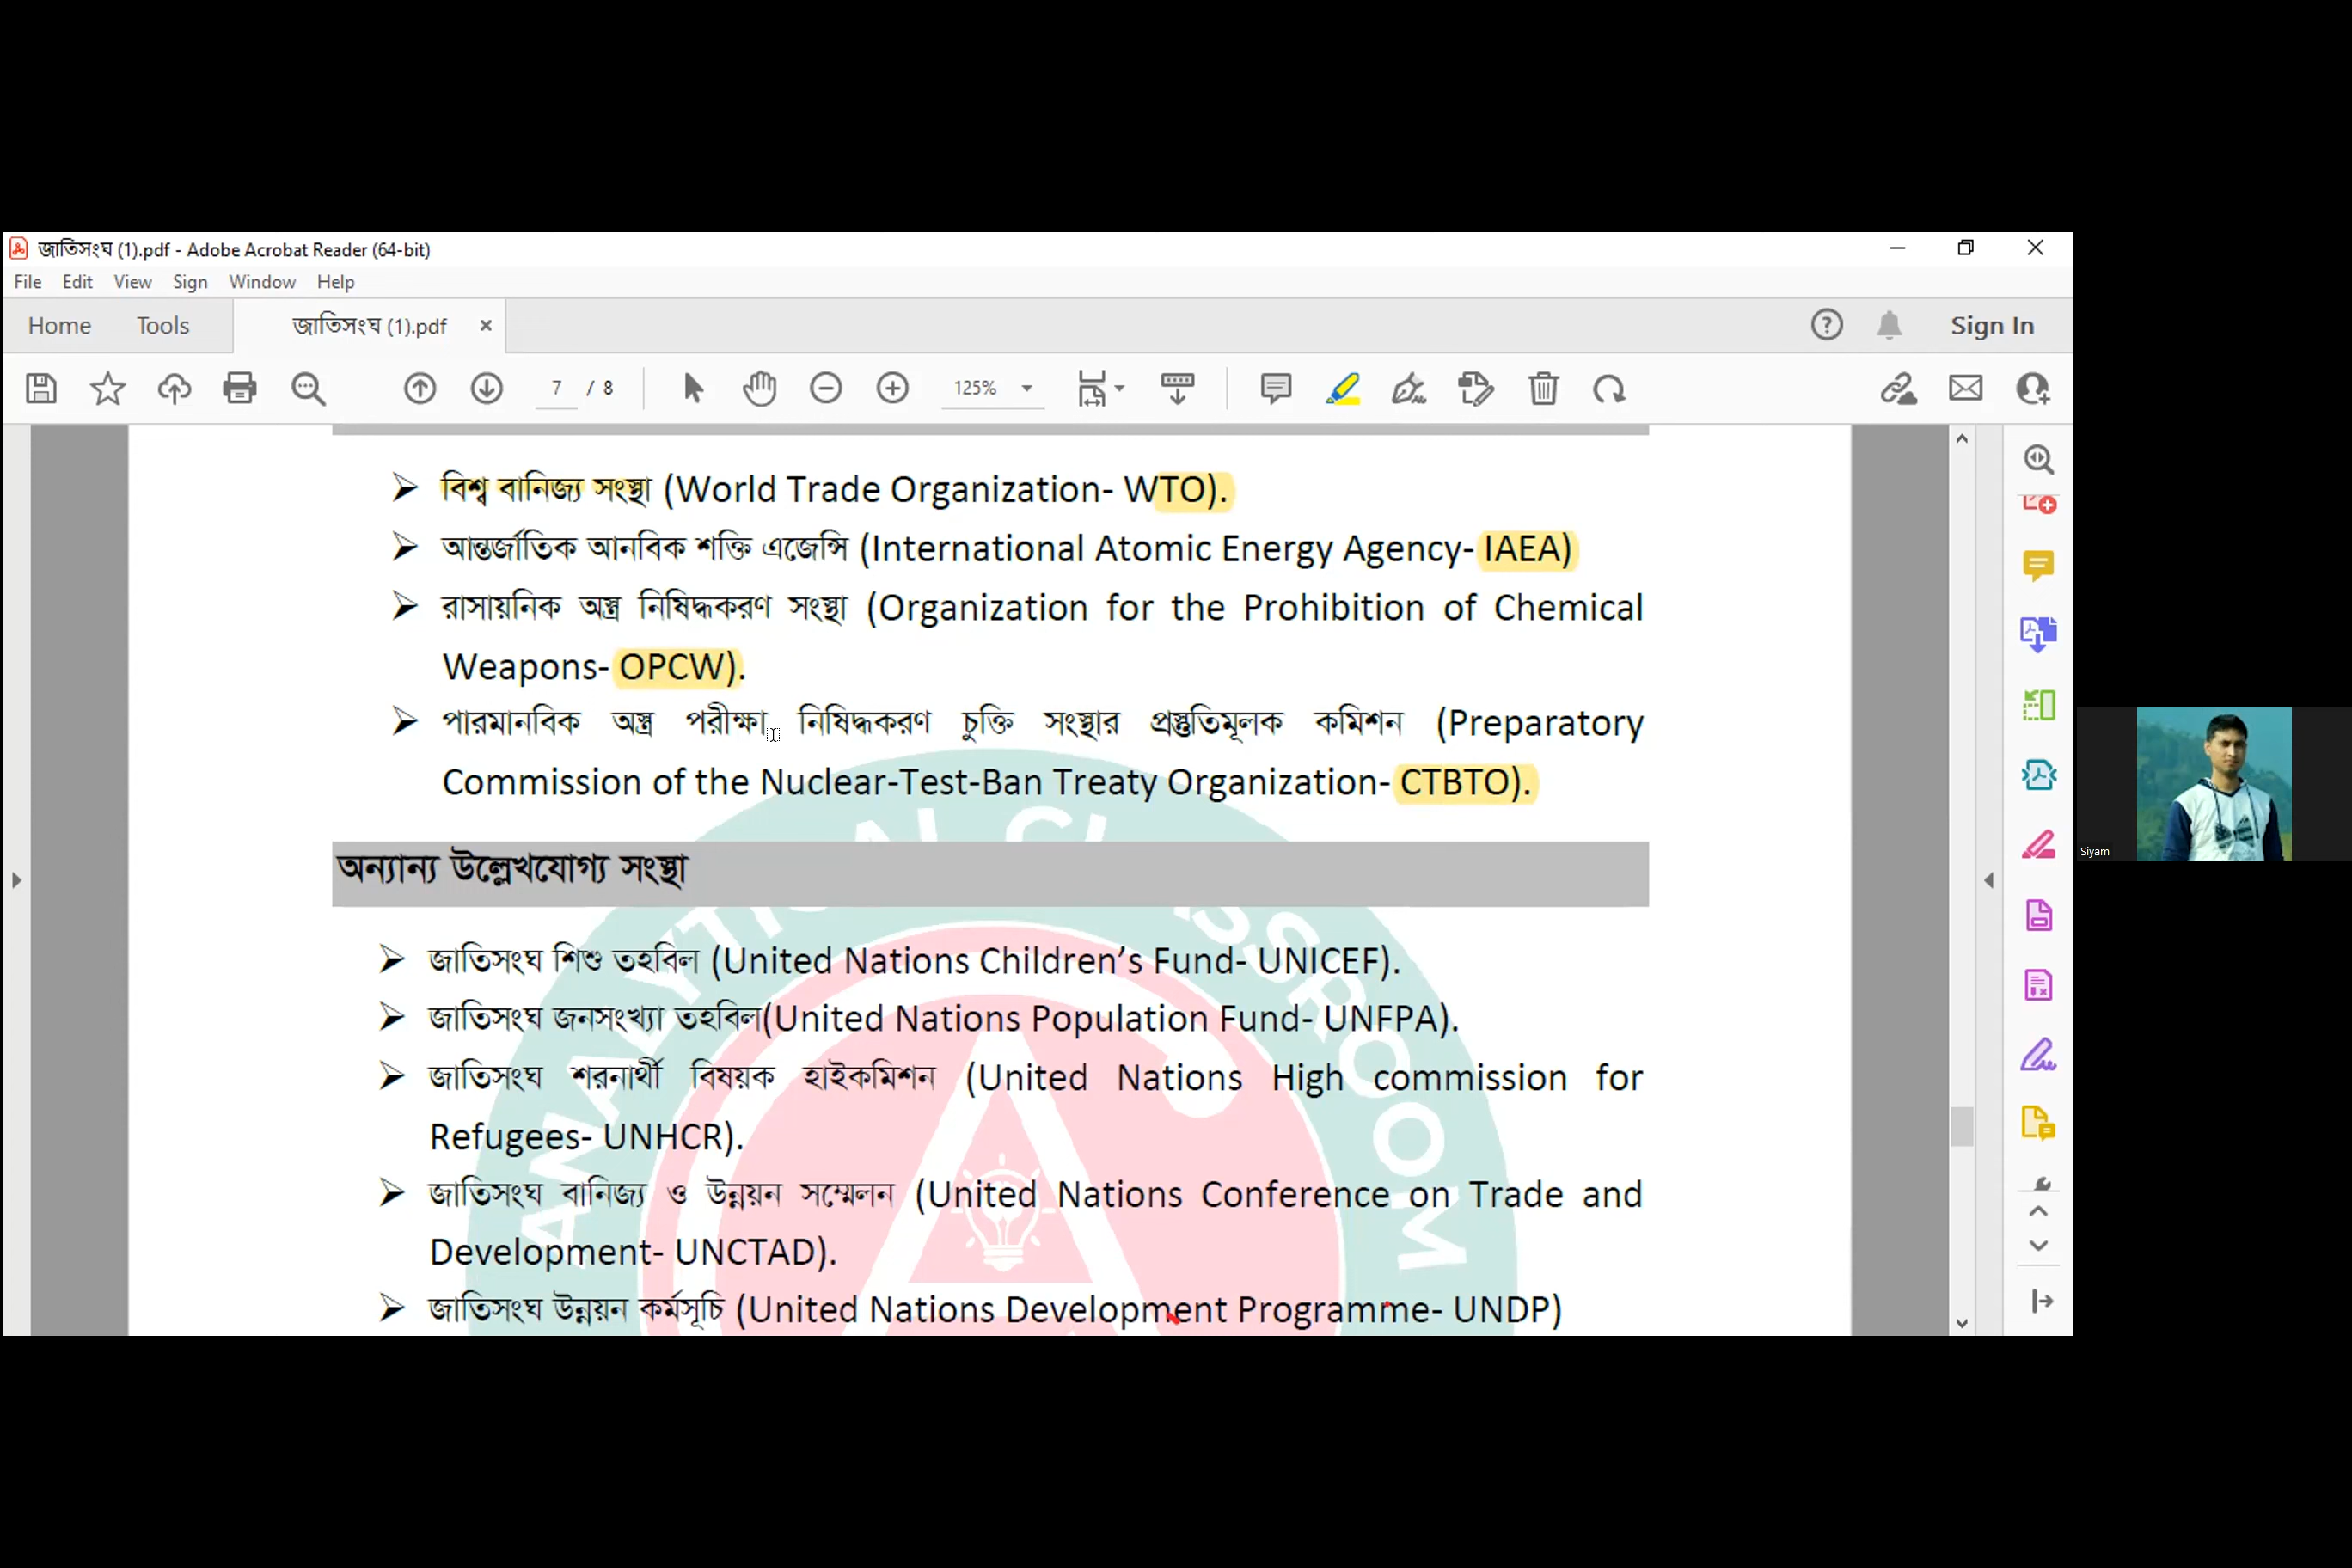 জাতিসংঘ (1).pdf - Adobe Acrobat Reader (64-bit)
File Edit View Sign Window Help
Home Tools জাতিসংঘ (1).pdf × Sign In
7 / 8 125%
➢ বিশ্ব বানিজ্য সংস্থা (World Trade Organization- WTO).
➢ আন্তর্জাতিক আনবিক শক্তি এজেন্সি (International Atomic Energy Agency- IAEA)
➢ রাসায়নিক অস্ত্র নিষিদ্ধকরণ সংস্থা (Organization for the Prohibition of Chemical
Weapons- OPCW).
➢ পারমানবিক অস্ত্র পরীক্ষা নিষিদ্ধকরণ চুক্তি সংস্থার প্রস্তুতিমূলক কমিশন (Preparatory
Commission of the Nuclear-Test-Ban Treaty Organization- CTBTO).
অন্যান্য উল্লেখযোগ্য সংস্থা
➢ জাতিসংঘ শিশু তহবিল (United Nations Children’s Fund- UNICEF).
➢ জাতিসংঘ জনসংখ্যা তহবিল(United Nations Population Fund- UNFPA).
➢ জাতিসংঘ শরনার্থী বিষয়ক হাইকমিশন (United Nations High commission for
Refugees- UNHCR).
➢ জাতিসংঘ বানিজ্য ও উন্নয়ন সম্মেলন (United Nations Conference on Trade and
Development- UNCTAD).
➢ জাতিসংঘ উন্নয়ন কর্মসূচি (United Nations Development Programme- UNDP)
ANALYTICAL CLASSROOM
Siyam